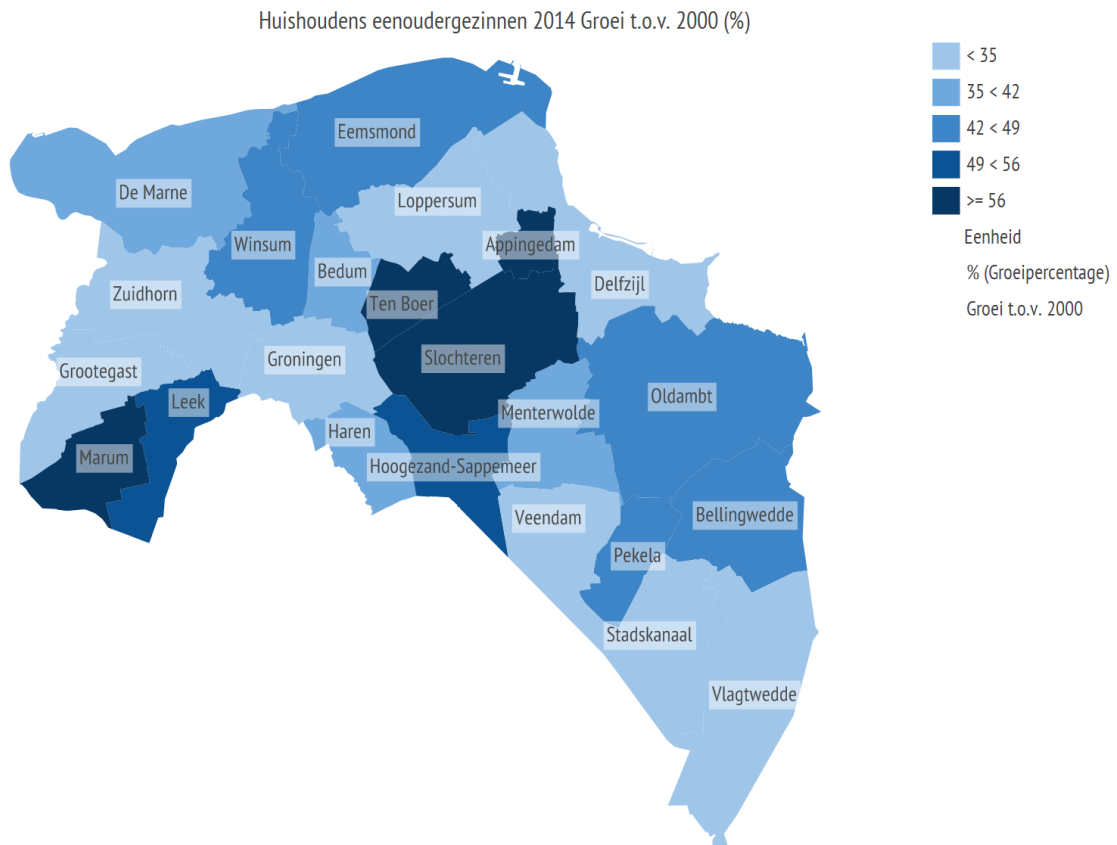 Huishoudens eenoudergezinnen 2014 Groei t.o.v. 2000 (%)
< 35
35 < 42
42 < 49
49 < 56
>= 56
Eenheid
% (Groeipercentage)
Groei t.o.v. 2000
Eemsmond
De Marne
Loppersum
Winsum
Appingedam
Bedum
Delfzijl
Zuidhorn
Ten Boer
Groningen
Slochteren
Grootegast
Oldambt
Leek
Menterwolde
Haren
Marum
Hoogezand-Sappemeer
Veendam
Bellingwedde
Pekela
Stadskanaal
Vlagtwedde